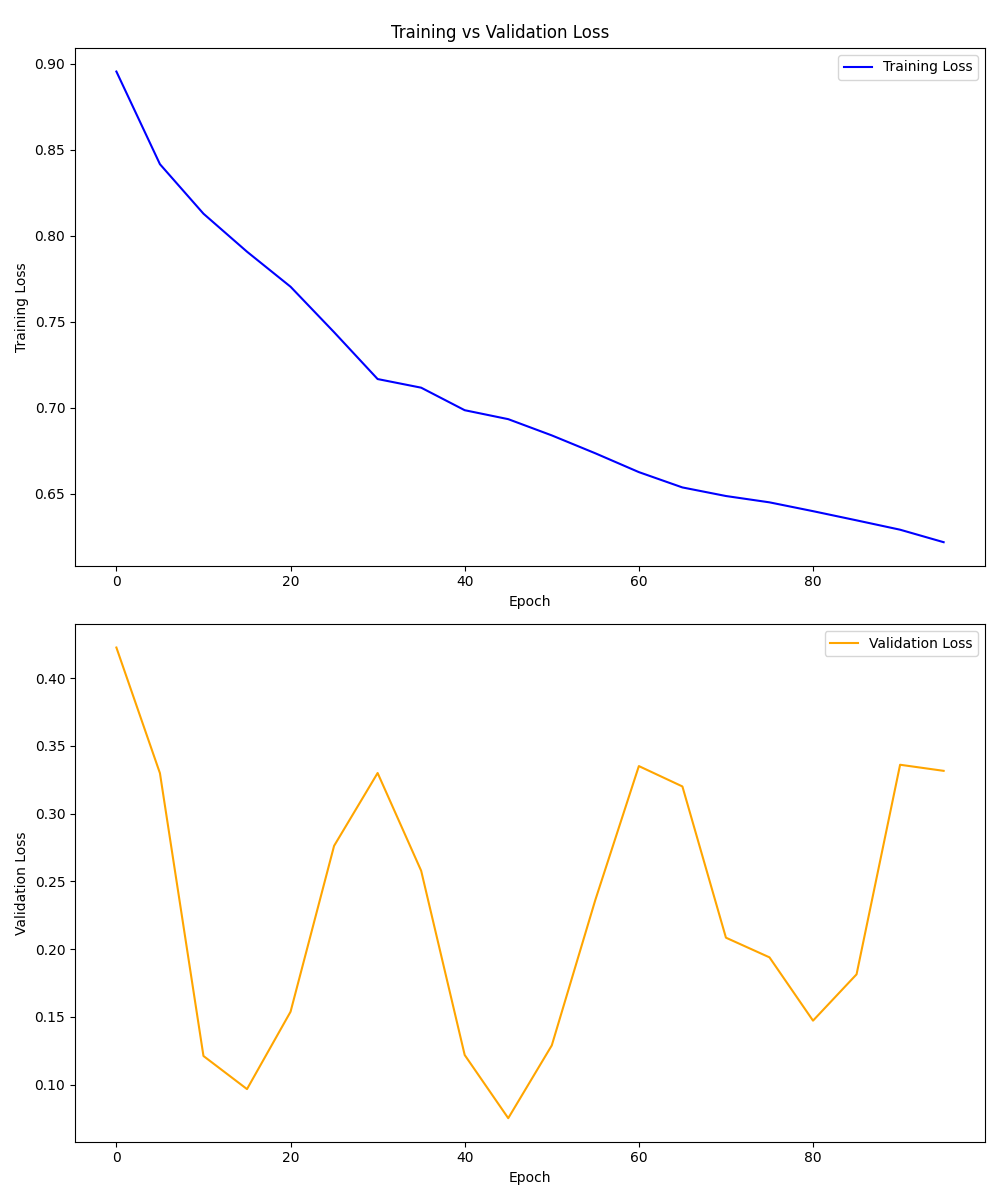 Training vs Validation Loss
Training Loss
0.90
0.85
0.80
0.75
0.70
0.65
Training Loss
0 20 40 60 80
Epoch
Validation Loss
0.40
0.35
0.30
0.25
0.20
0.15
0.10
Validation Loss
0 20 40 60 80
Epoch